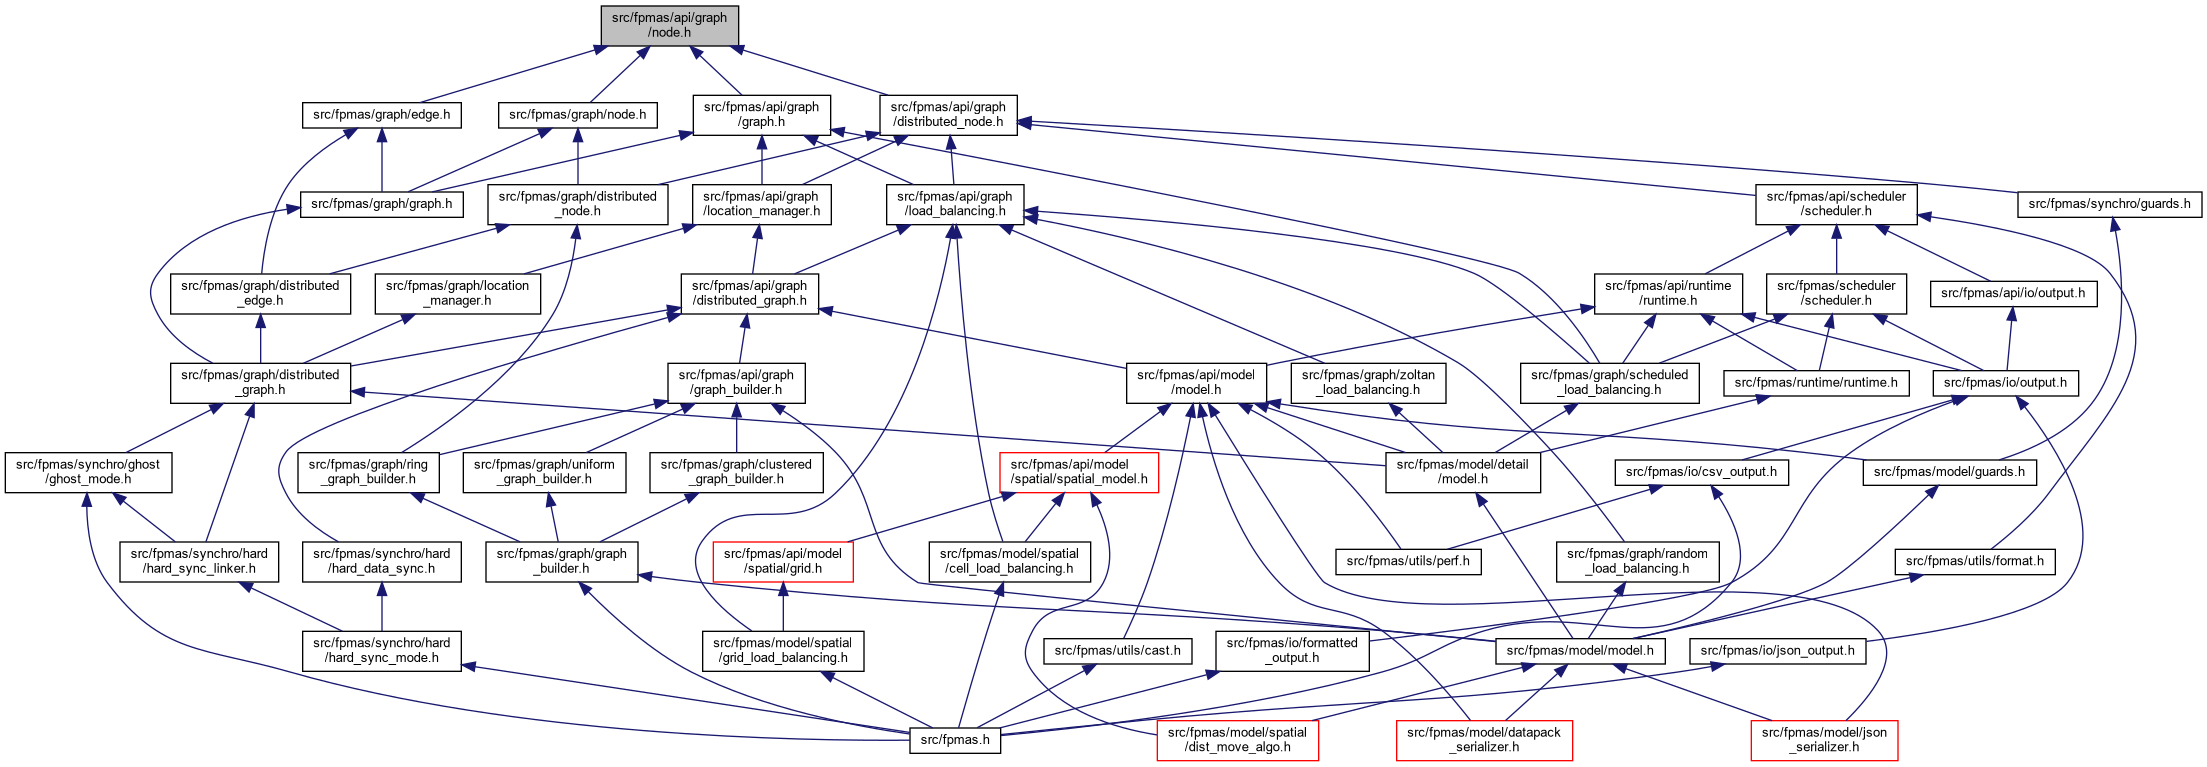 src/fpmas/api/graph
/node.h
src/fpmas/graph/edge.h
src/fpmas/graph/node.h
src/fpmas/api/graph
/graph.h
src/fpmas/api/graph
/distributed_node.h
src/fpmas/graph/graph.h
src/fpmas/graph/distributed
_node.h
src/fpmas/api/graph
/location_manager.h
src/fpmas/api/graph
/load_balancing.h
src/fpmas/api/scheduler
/scheduler.h
src/fpmas/synchro/guards.h
src/fpmas/graph/distributed
_edge.h
src/fpmas/graph/location
_manager.h
src/fpmas/api/graph
/distributed_graph.h
src/fpmas/api/runtime
/runtime.h
src/fpmas/scheduler
/scheduler.h
src/fpmas/api/io/output.h
src/fpmas/graph/distributed
_graph.h
src/fpmas/api/graph
/graph_builder.h
src/fpmas/api/model
/model.h
src/fpmas/graph/zoltan
_load_balancing.h
src/fpmas/graph/scheduled
_load_balancing.h
src/fpmas/runtime/runtime.h
src/fpmas/io/output.h
src/fpmas/synchro/ghost
/ghost_mode.h
src/fpmas/graph/ring
_graph_builder.h
src/fpmas/graph/uniform
_graph_builder.h
src/fpmas/graph/clustered
_graph_builder.h
src/fpmas/api/model
/spatial/spatial_model.h
src/fpmas/model/detail
/model.h
src/fpmas/io/csv_output.h
src/fpmas/model/guards.h
src/fpmas/synchro/hard
/hard_sync_linker.h
src/fpmas/synchro/hard
/hard_data_sync.h
src/fpmas/graph/graph
_builder.h
src/fpmas/api/model
/spatial/grid.h
src/fpmas/model/spatial
/cell_load_balancing.h
src/fpmas/utils/perf.h
src/fpmas/graph/random
_load_balancing.h
src/fpmas/utils/format.h
src/fpmas/synchro/hard
/hard_sync_mode.h
src/fpmas/model/spatial
/grid_load_balancing.h
src/fpmas/utils/cast.h
src/fpmas/io/formatted
_output.h
src/fpmas/model/model.h
src/fpmas/io/json_output.h
src/fpmas.h
src/fpmas/model/spatial
/dist_move_algo.h
src/fpmas/model/datapack
_serializer.h
src/fpmas/model/json
_serializer.h